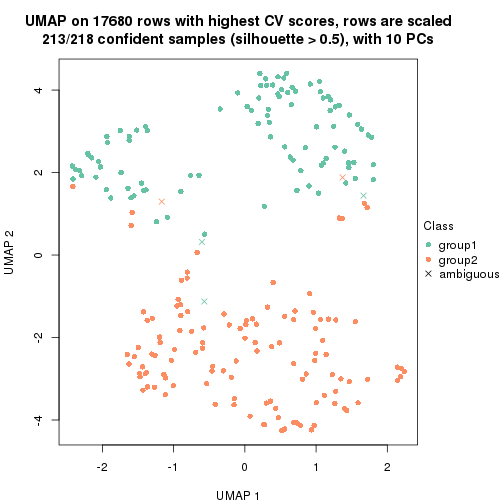 UMAP on 17680 rows with highest CV scores, rows are scaled
213/218 confident samples (silhouette > 0.5), with 10 PCs
4
2
0
-2
-4
UMAP 2
-2
-1
0
1
2
UMAP 1
Class
group1
group2
ambiguous